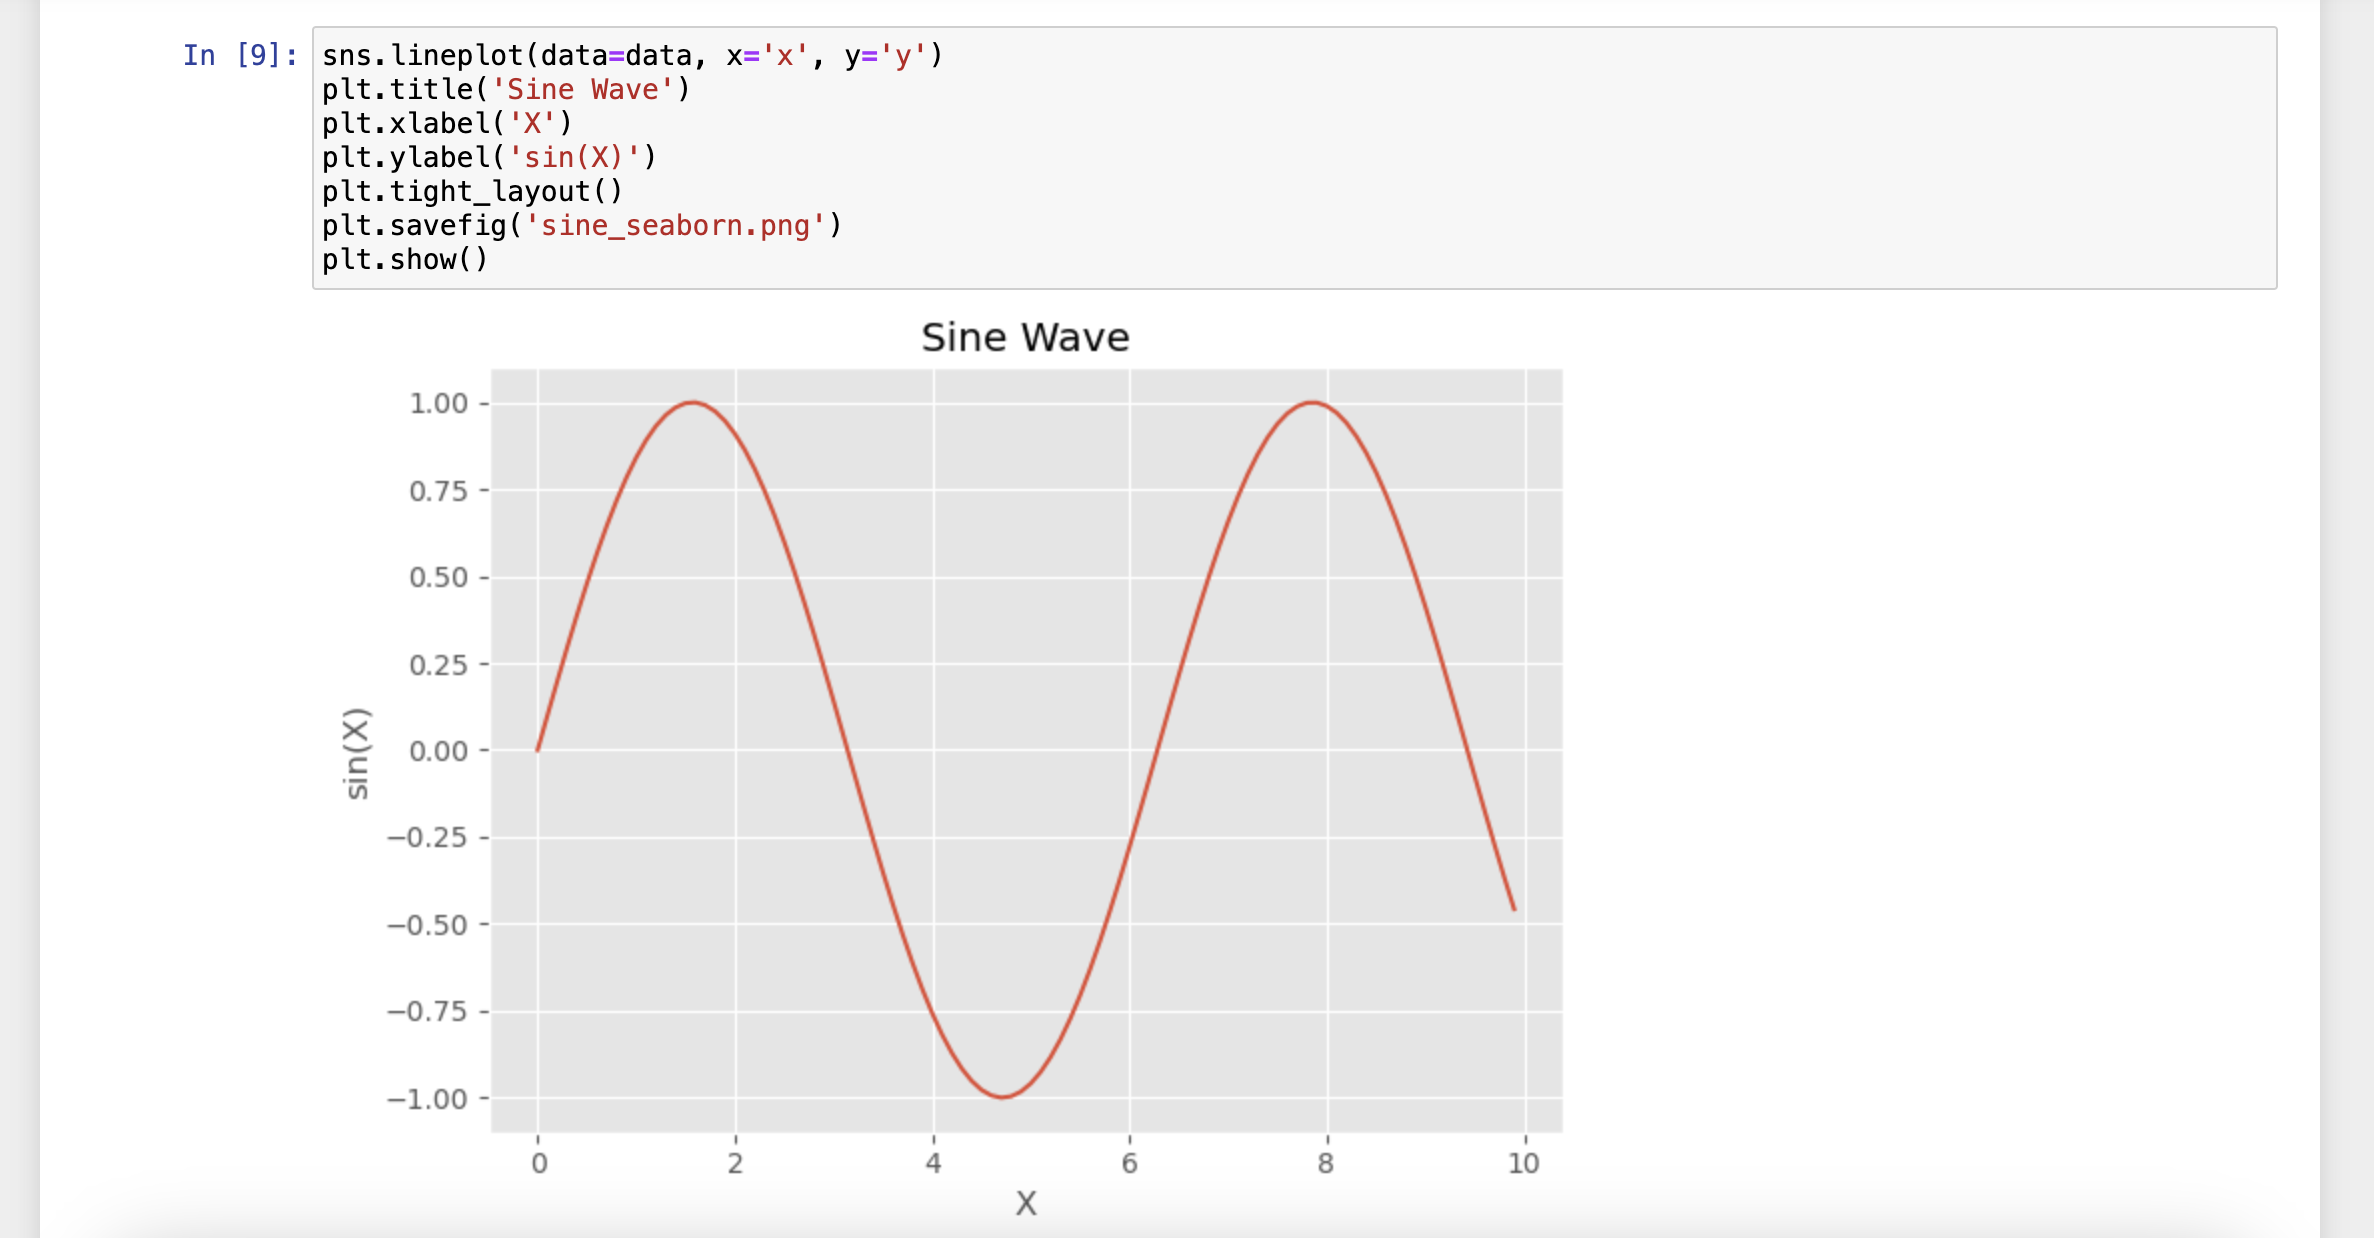 In [9]: sns.lineplot(data=data, x='x', y='y')
plt.title('Sine Wave')
plt.xlabel('X')
plt.ylabel('sin(X)')
plt.tight_layout()
plt.savefig('sine_seaborn.png')
plt.show()
Sine Wave
1.00
0.75
0.50
0.25
0.00
−0.25
−0.50
−0.75
−1.00
sin(X)
0 2 4 6 8 10
X